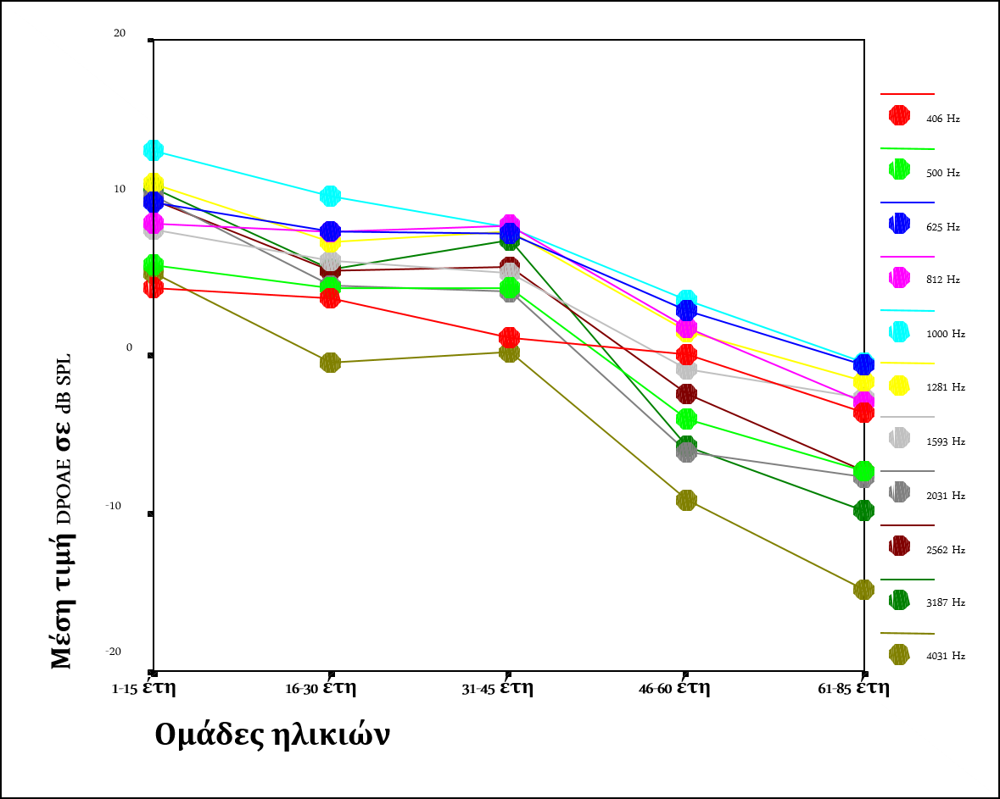 20
10
0
-10
-20
Μέση τιμή DPOAE σε dB SPL
1-15 έτη
16-30 έτη
31-45 έτη
46-60 έτη
61-85 έτη
Ομάδες ηλικιών
406 Hz
500 Hz
625 Hz
812 Hz
1000 Hz
1281 Hz
1593 Hz
2031 Hz
2562 Hz
3187 Hz
4031 Hz